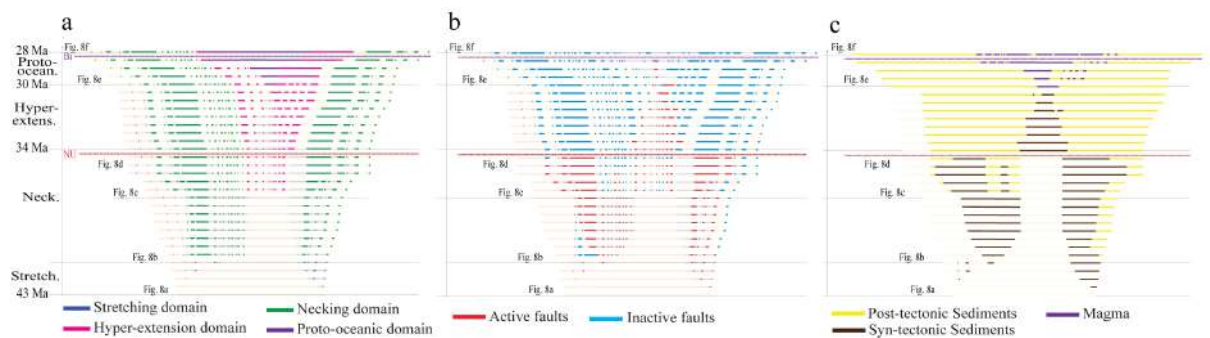 a
b
c
28 Ma
Fig. 8f
Proto-
ocean.
Fig. 8e
30 Ma
Hyper-
extens.
34 Ma
NU
Fig. 8d
Fig. 8c
Neck.
Fig. 8b
Stretch.
Fig. 8a
43 Ma
Stretching domain
Necking domain
Hyper-extension domain
Proto-oceanic domain
Fig. 8f
Fig. 8e
Fig. 8d
Fig. 8c
Fig. 8b
Fig. 8a
Active faults
Inactive faults
Fig. 8f
Fig. 8e
Fig. 8d
Fig. 8c
Fig. 8b
Fig. 8a
Post-tectonic Sediments
Magma
Syn-tectonic Sediments